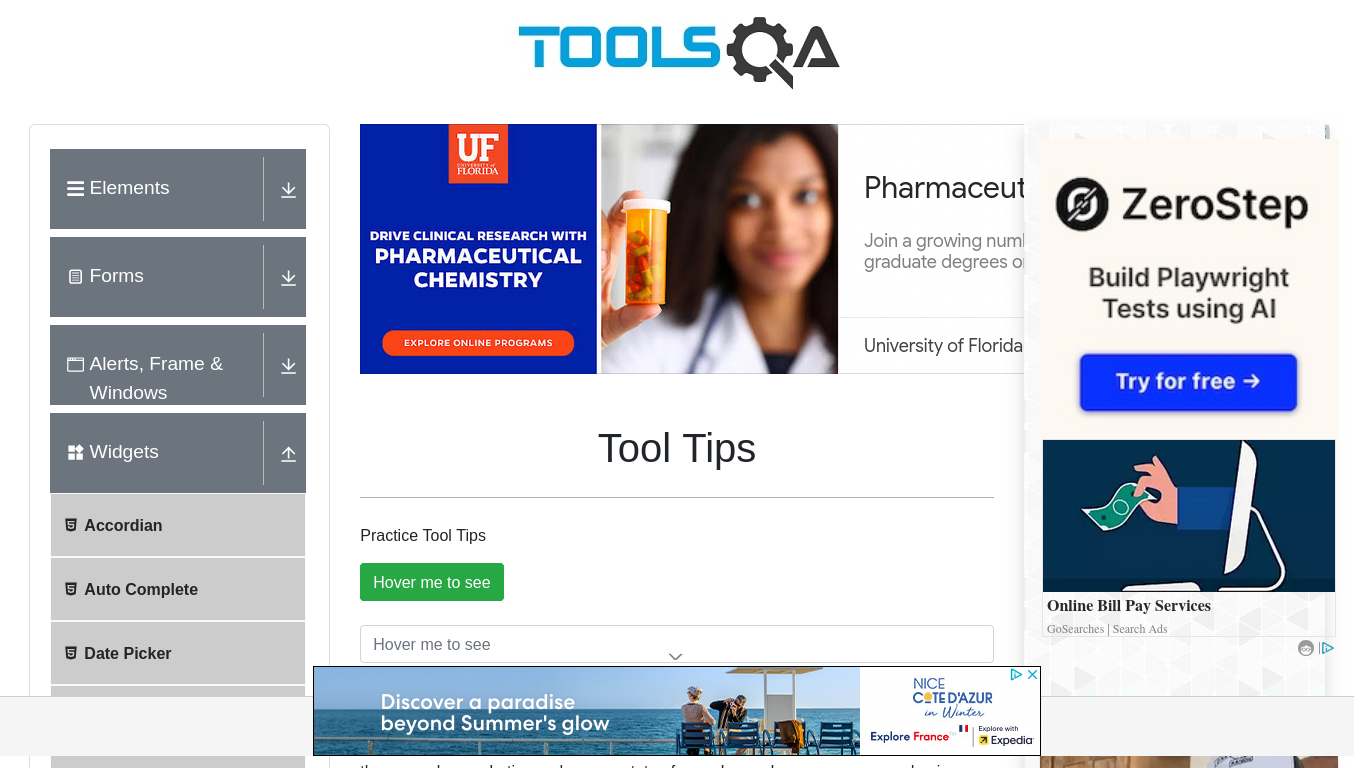 TOOLSQA
Elements
Forms
Alerts, Frame &
Windows
Widgets
Accordian
Auto Complete
Date Picker
UF
UNIVERSITY of
FLORIDA
DRIVE CLINICAL RESEARCH WITH
PHARMACEUTICAL
CHEMISTRY
EXPLORE ONLINE PROGRAMS
Pharmaceut
Join a growing numb
graduate degrees o
University of Florida
Tool Tips
Practice Tool Tips
Hover me to see
Hover me to see
ZeroStep
Build Playwright
Tests using AI
Try for free →
Online Bill Pay Services
GoSearches | Search Ads
Discover a paradise
beyond Summer's glow
NICE
CÔTE D'AZUR
in Winter
Explore France
Explore with
Expedia